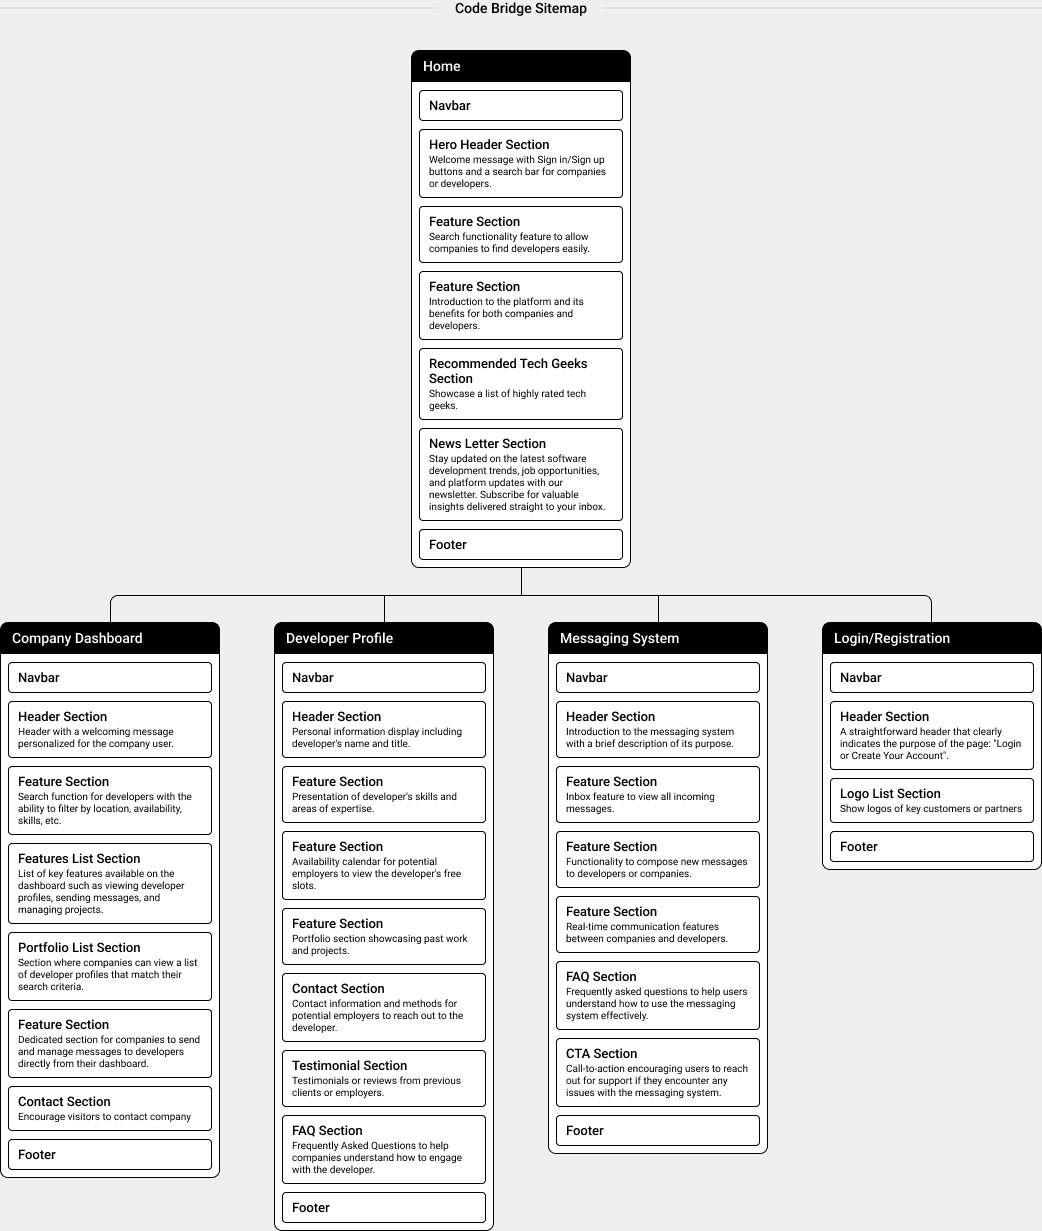 Code Bridge Sitemap
Home
Navbar
Hero Header Section
Welcome message with Sign in/Sign up
buttons and a search bar for companies
or developers.
Feature Section
Search functionality feature to allow
companies to find developers easily.
Feature Section
Introduction to the platform and its
benefits for both companies and
developers.
Recommended Tech Geeks
Section
Showcase a list of highly rated tech
geeks.
News Letter Section
Stay updated on the latest software
development trends, job opportunities,
and platform updates with our
newsletter. Subscribe for valuable
insights delivered straight to your inbox.
Footer
Company Dashboard
Navbar
Header Section
Header with a welcoming message
personalized for the company user.
Feature Section
Search function for developers with the
ability to filter by location, availability,
skills, etc.
Features List Section
List of key features available on the
dashboard such as viewing developer
profiles, sending messages, and
managing projects.
Portfolio List Section
Section where companies can view a list
of developer profiles that match their
search criteria.
Feature Section
Dedicated section for companies to send
and manage messages to developers
directly from their dashboard.
Contact Section
Encourage visitors to contact company
Footer
Developer Profile
Navbar
Header Section
Personal information display including
developer's name and title.
Feature Section
Presentation of developer's skills and
areas of expertise.
Feature Section
Availability calendar for potential
employers to view the developer's free
slots.
Feature Section
Portfolio section showcasing past work
and projects.
Contact Section
Contact information and methods for
potential employers to reach out to the
developer.
Testimonial Section
Testimonials or reviews from previous
clients or employers.
FAQ Section
Frequently Asked Questions to help
companies understand how to engage
with the developer.
Footer
Messaging System
Navbar
Header Section
Introduction to the messaging system
with a brief description of its purpose.
Feature Section
Inbox feature to view all incoming
messages.
Feature Section
Functionality to compose new messages
to developers or companies.
Feature Section
Real-time communication features
between companies and developers.
FAQ Section
Frequently asked questions to help users
understand how to use the messaging
system effectively.
CTA Section
Call-to-action encouraging users to reach
out for support if they encounter any
issues with the messaging system.
Footer
Login/Registration
Navbar
Header Section
A straightforward header that clearly
indicates the purpose of the page: "Login
or Create Your Account".
Logo List Section
Show logos of key customers or partners
Footer